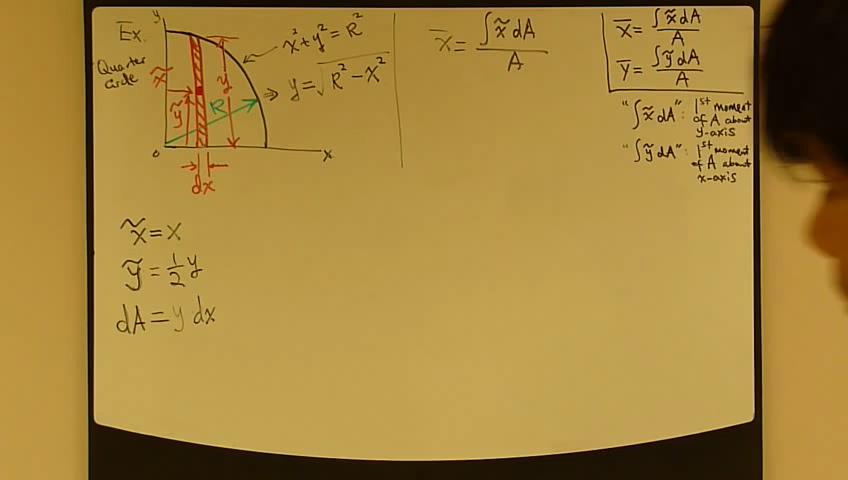 Ex.
Quarter
circle
y
x² + y² = R²
⇒ y = √(R² − x²)
x̃
ỹ
y
R
o
x
dx
x̃ = x
ỹ = ½ y
dA = y dx
x̄ = ∫x̃ dA / A
x̄ = ∫x̃ dA / A
ȳ = ∫ỹ dA / A
"∫x̃ dA" : 1st moment
of A about
y-axis
"∫ỹ dA" : 1st moment
of A about
x-axis